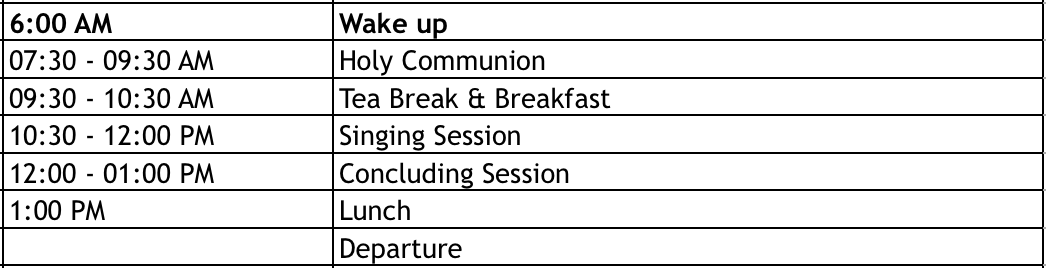 6:00 AM Wake up
07:30 - 09:30 AM Holy Communion
09:30 - 10:30 AM Tea Break & Breakfast
10:30 - 12:00 PM Singing Session
12:00 - 01:00 PM Concluding Session
1:00 PM Lunch
Departure